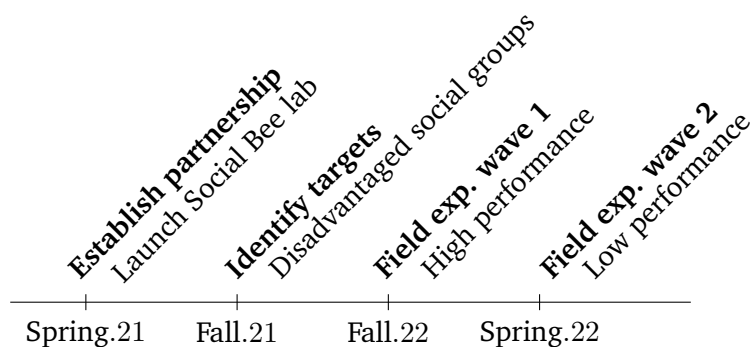 Establish partnership
Launch Social Bee lab
Identify targets
Disadvantaged social groups
Field exp. wave 1
High performance
Field exp. wave 2
Low performance
Spring.21
Fall.21
Fall.22
Spring.22